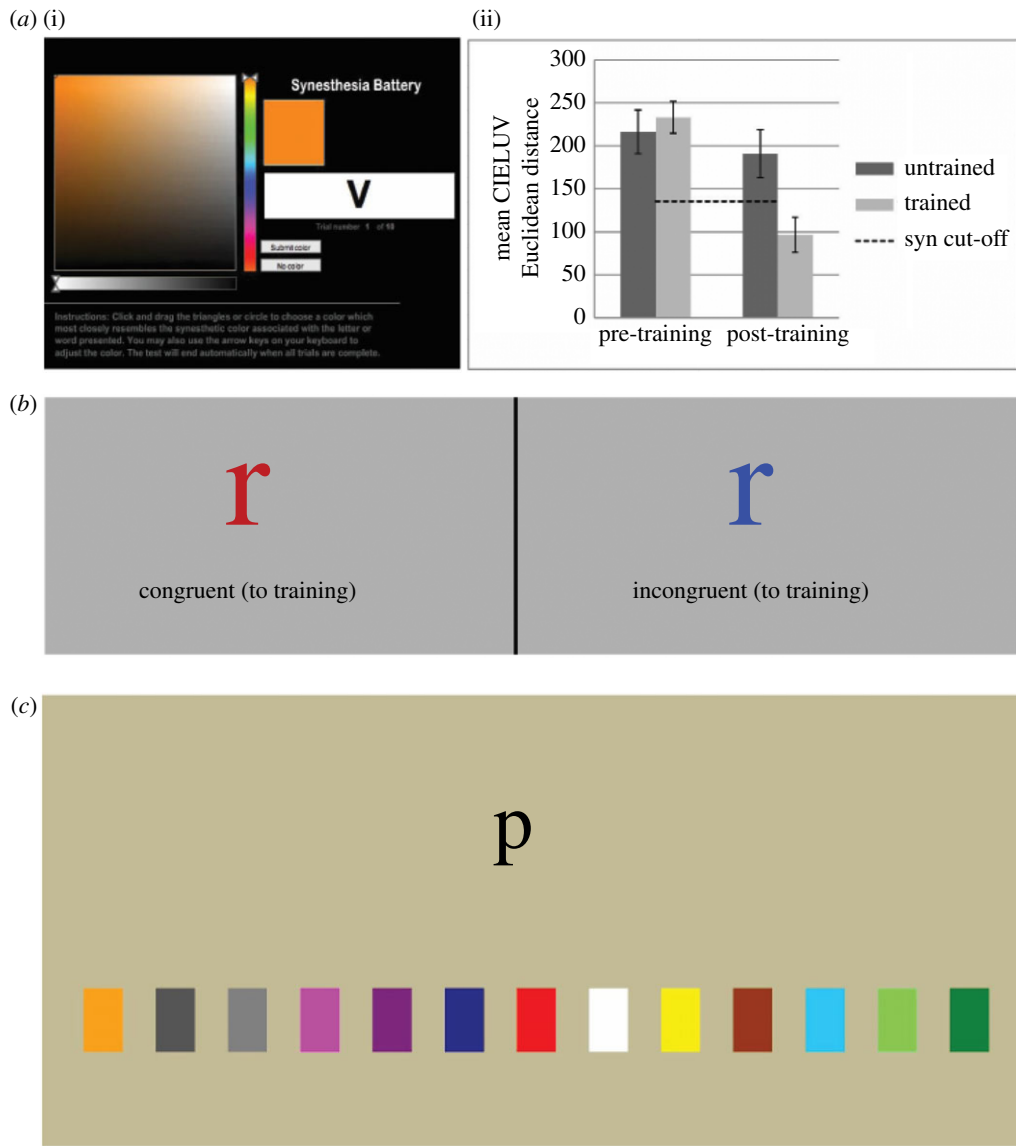 (a) (i)
Synesthesia Battery
V
Trial number 1 of 10
Submit color
No color
Instructions: Click and drag the triangles or circle to choose a color which
most closely resembles the synesthetic color associated with the letter or
word presented. You may also use the arrow keys on your keyboard to
adjust the color. The test will end automatically when all trials are complete.
(ii)
mean CIELUV
Euclidean distance
300
250
200
150
100
50
0
pre-training
post-training
untrained
trained
syn cut-off
(b)
r
congruent (to training)
r
incongruent (to training)
(c)
p